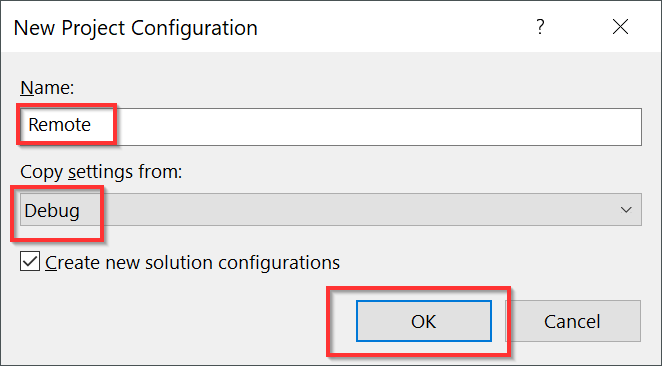 New Project Configuration
?
Name:
Remote
Copy settings from:
Debug
Create new solution configurations
OK Cancel